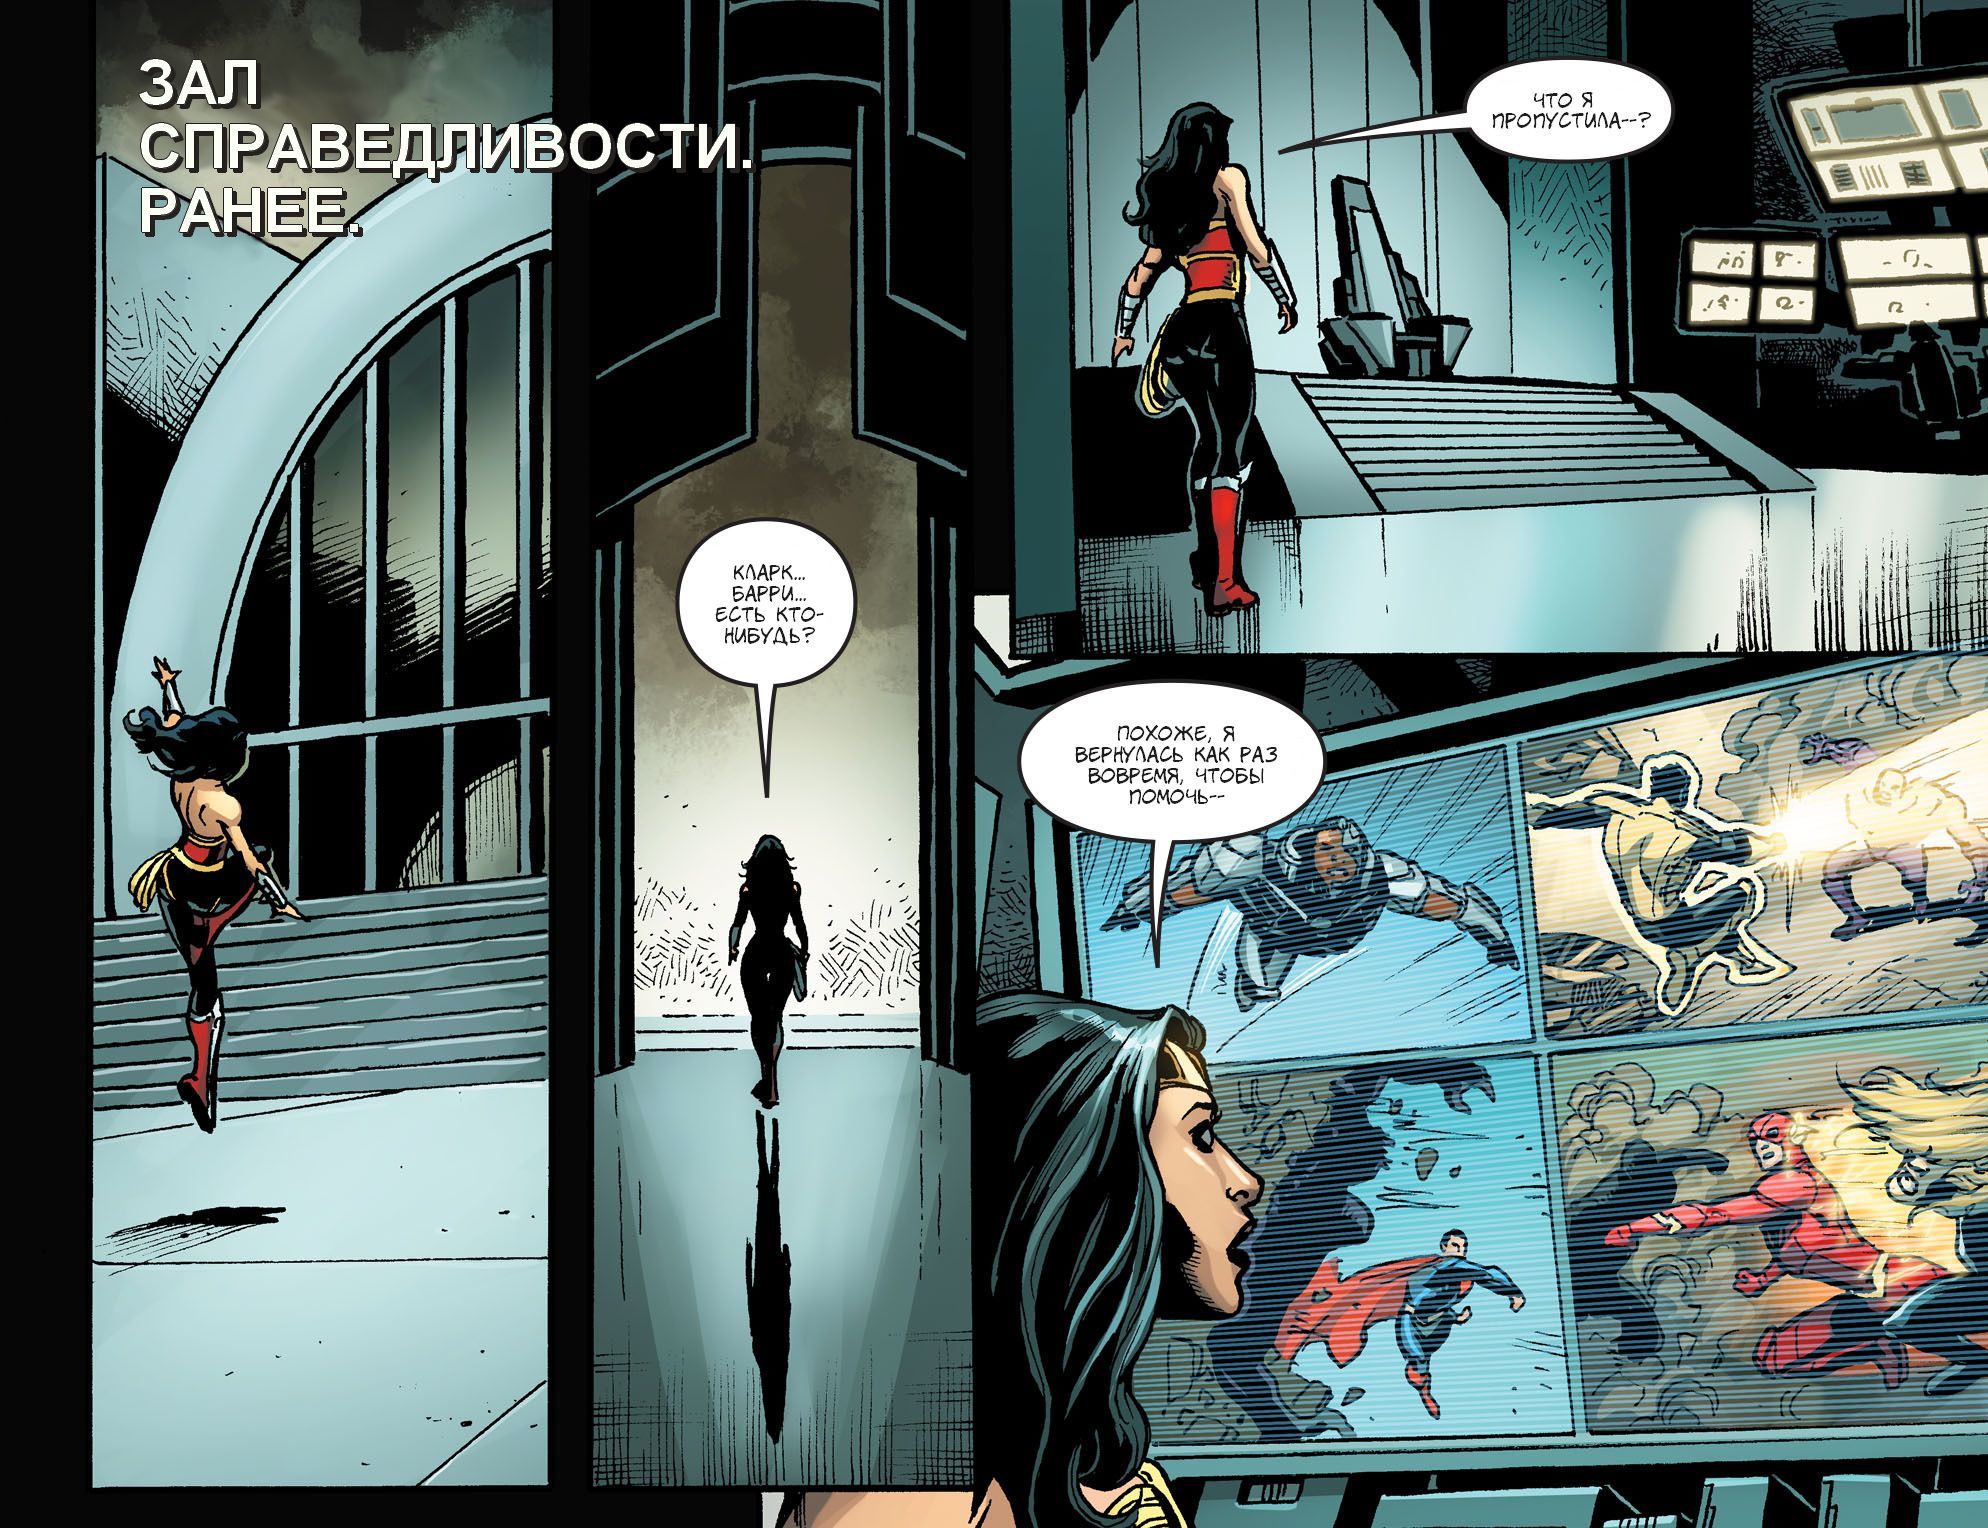 ЗАЛ
СПРАВЕДЛИВОСТИ.
РАНЕЕ.
КЛАРК...
БАРРИ...
ЕСТЬ КТО-
НИБУДЬ?
ЧТО Я
ПРОПУСТИЛА--?
ПОХОЖЕ, Я
ВЕРНУЛАСЬ КАК РАЗ
ВОВРЕМЯ, ЧТОБЫ
ПОМОЧЬ--